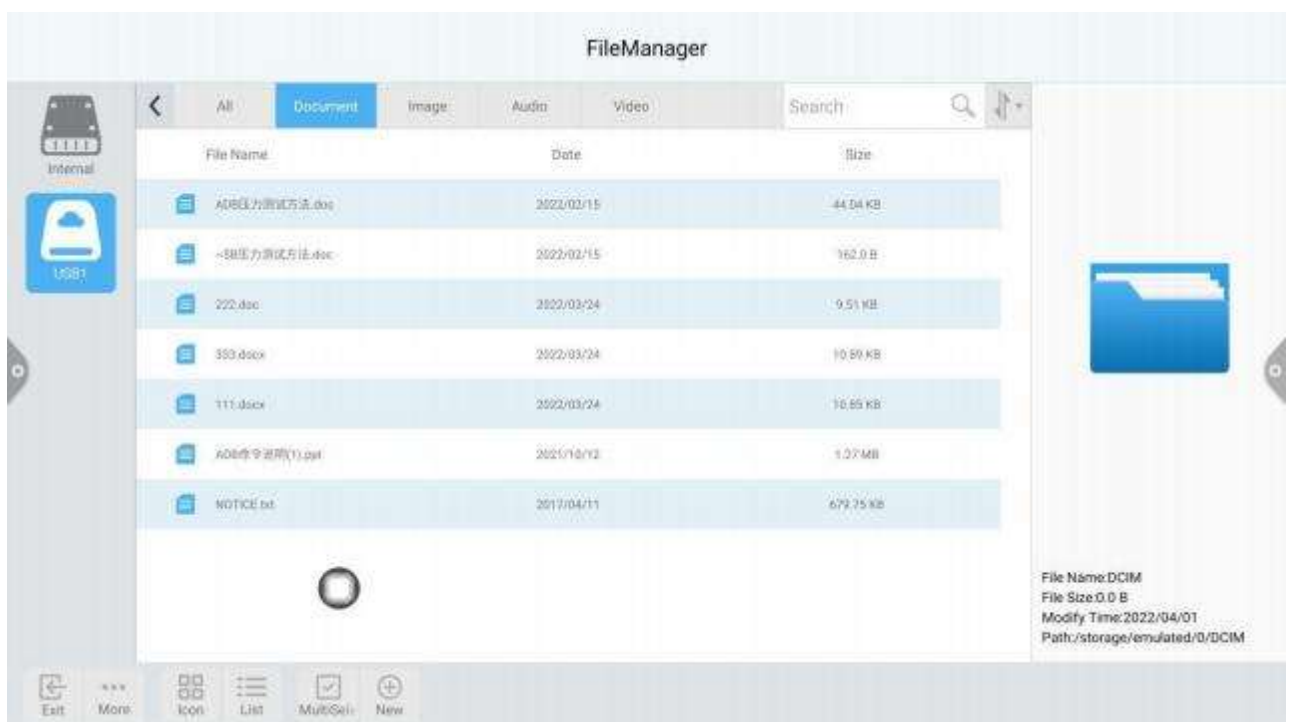 FileManager
All Document Image Audio Video Search
Internal
File Name Date Size
ADB压力测试方法.doc 2022/02/15 44.04 KB
USB1
~$B压力测试方法.doc 2022/02/15 162.0 B
222.doc 2022/03/24 9.51 KB
333.docx 2022/03/24 10.89 KB
111.docx 2022/03/24 10.85 KB
ADB命令说明(1).ppt 2021/10/12 1.27 MB
NOTICE.txt 2017/04/11 679.75 KB
File Name:DCIM
File Size:0.0 B
Modify Time:2022/04/01
Path:/storage/emulated/0/DCIM
Exit More Icon List MultiSel New